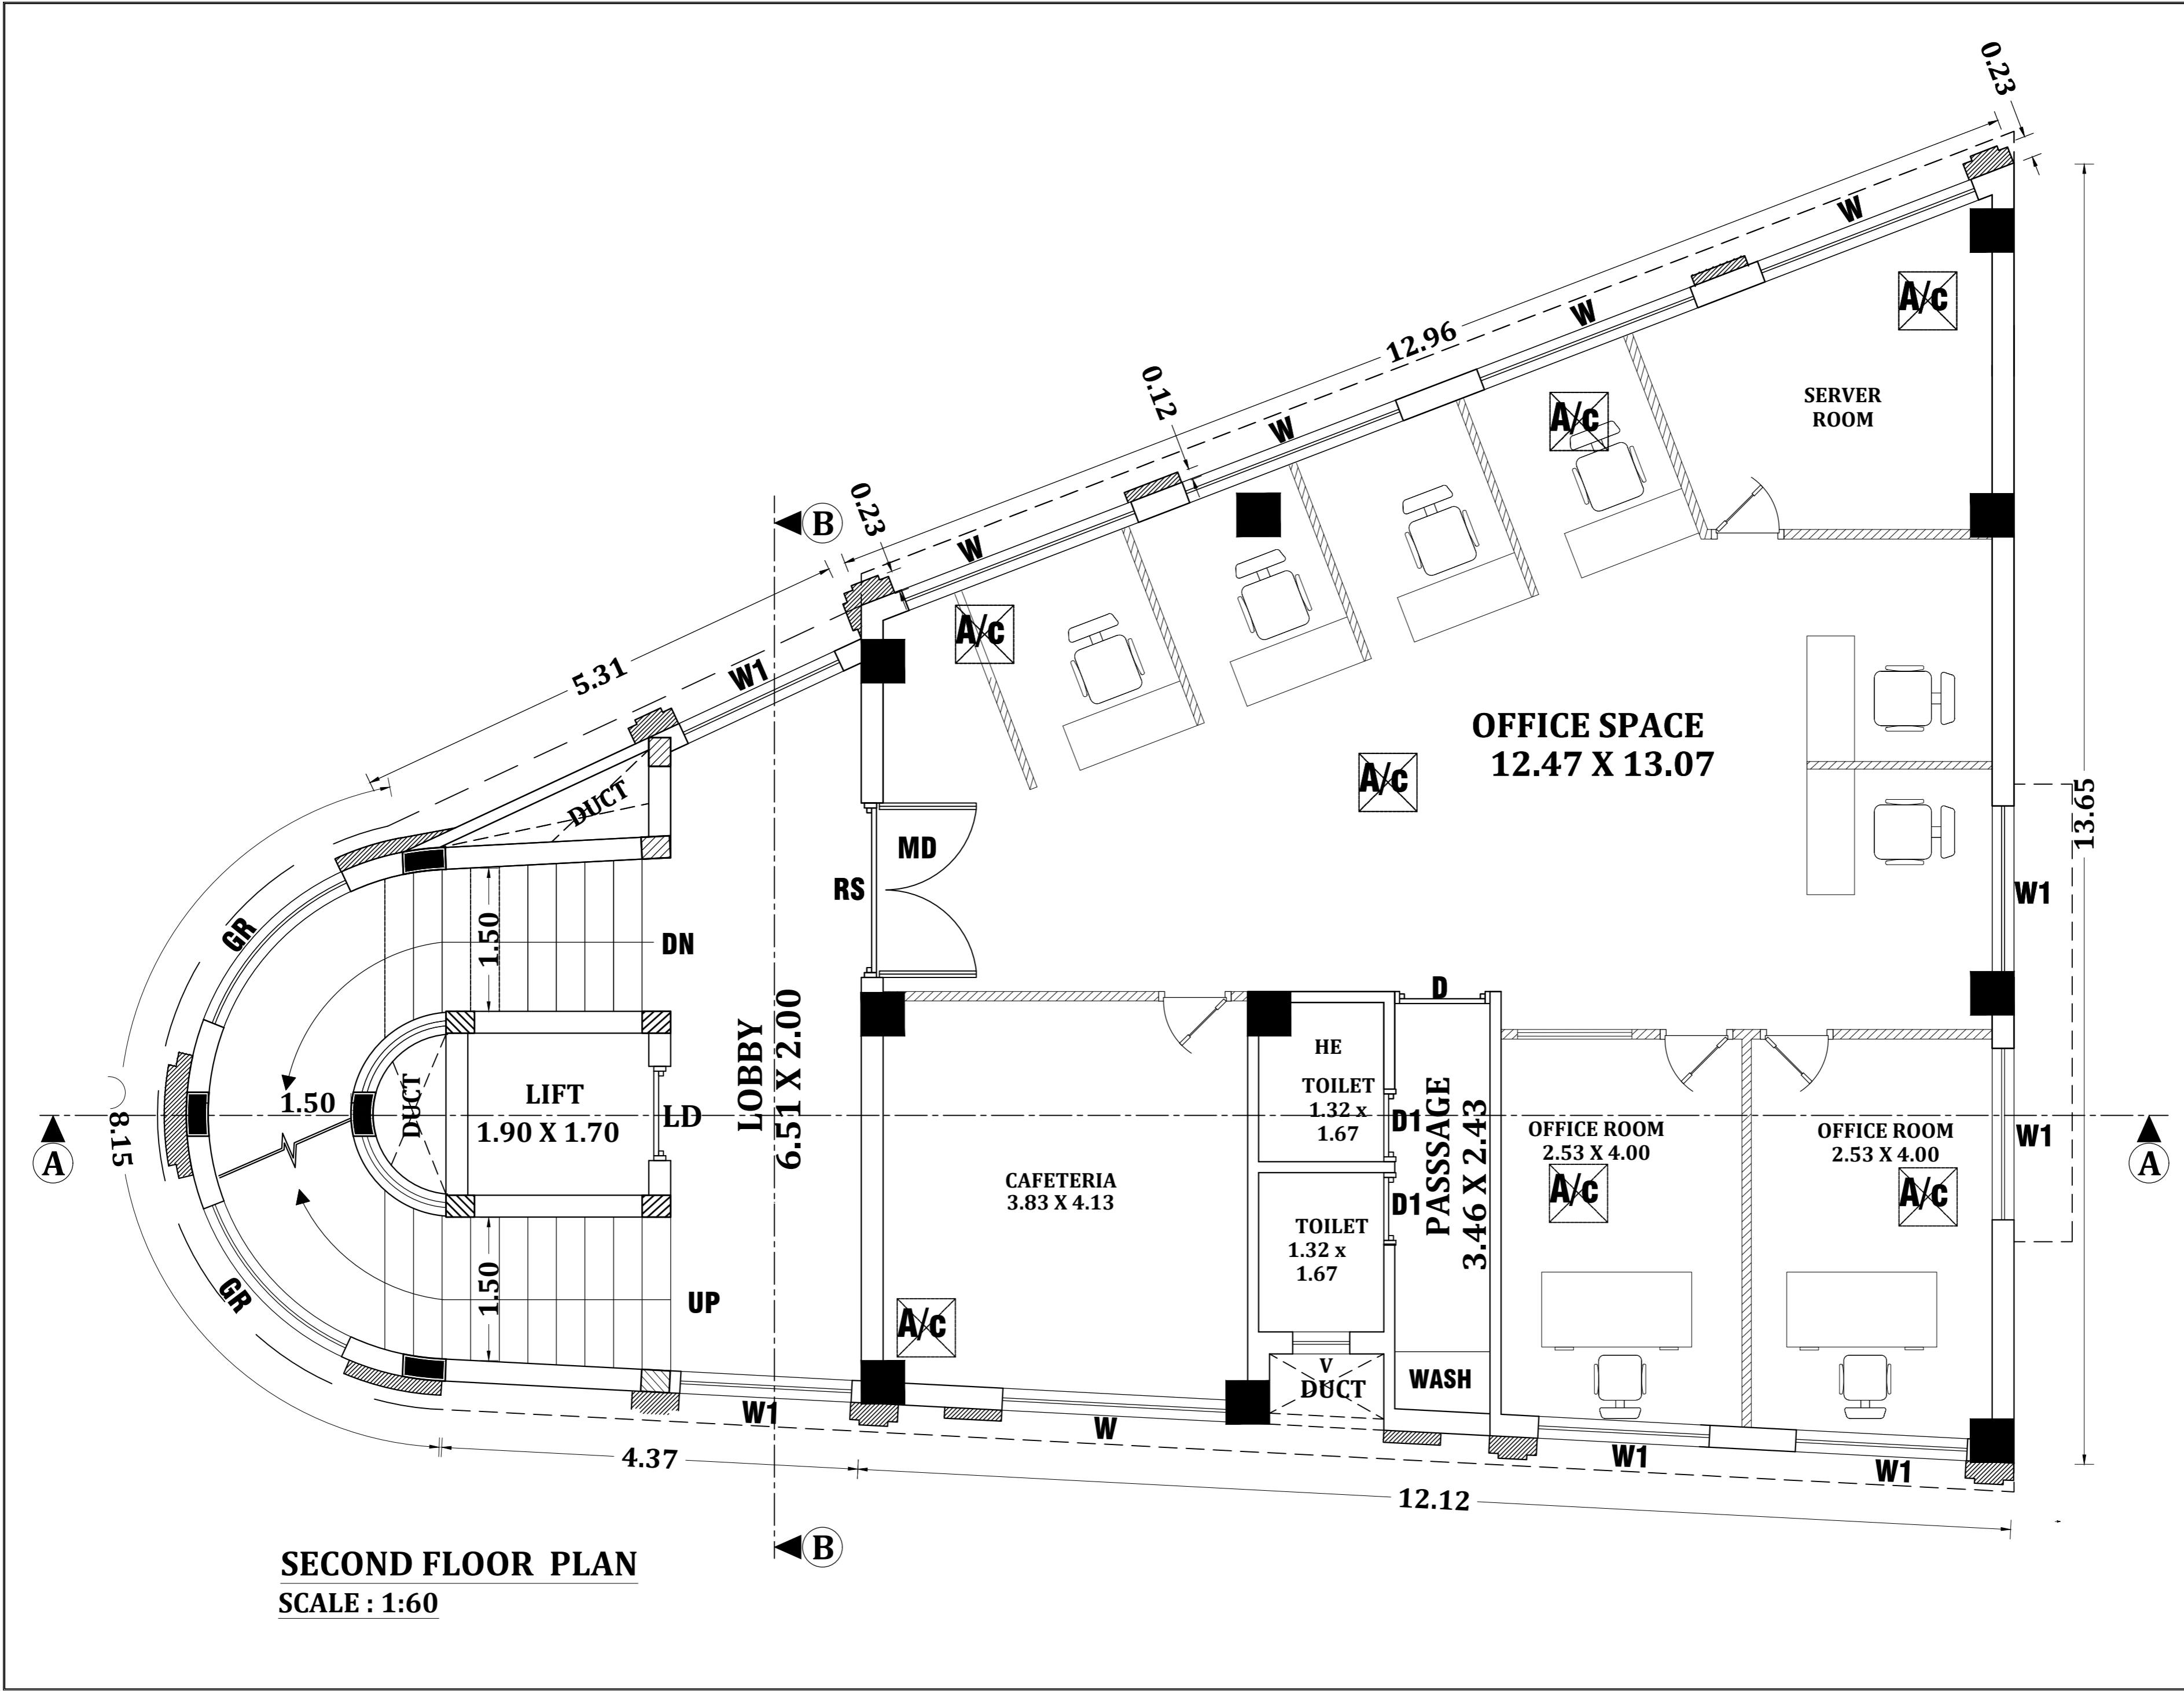 0.23
W
12.96
W
A/c
0.12
W
A/c
SERVER
ROOM
0.23
B
W
W
A/c
5.31
W1
OFFICE SPACE
12.47 X 13.07
A/c
DUCT
13.65
MD
RS
W1
GR
1.50
DN
D
LOBBY
6.51 X 2.00
HE
TOILET
1.32 x
1.67
D1
PASSSAGE
3.46 X 2.43
1.50
DUCT
LIFT
1.90 X 1.70
LD
OFFICE ROOM
2.53 X 4.00
OFFICE ROOM
2.53 X 4.00
W1
A
8.15
A
CAFETERIA
3.83 X 4.13
D1
A/c
A/c
TOILET
1.32 x
1.67
GR
1.50
UP
A/c
V
DUCT
WASH
W1
W
W1
W1
4.37
12.12
B
SECOND FLOOR PLAN
SCALE : 1:60